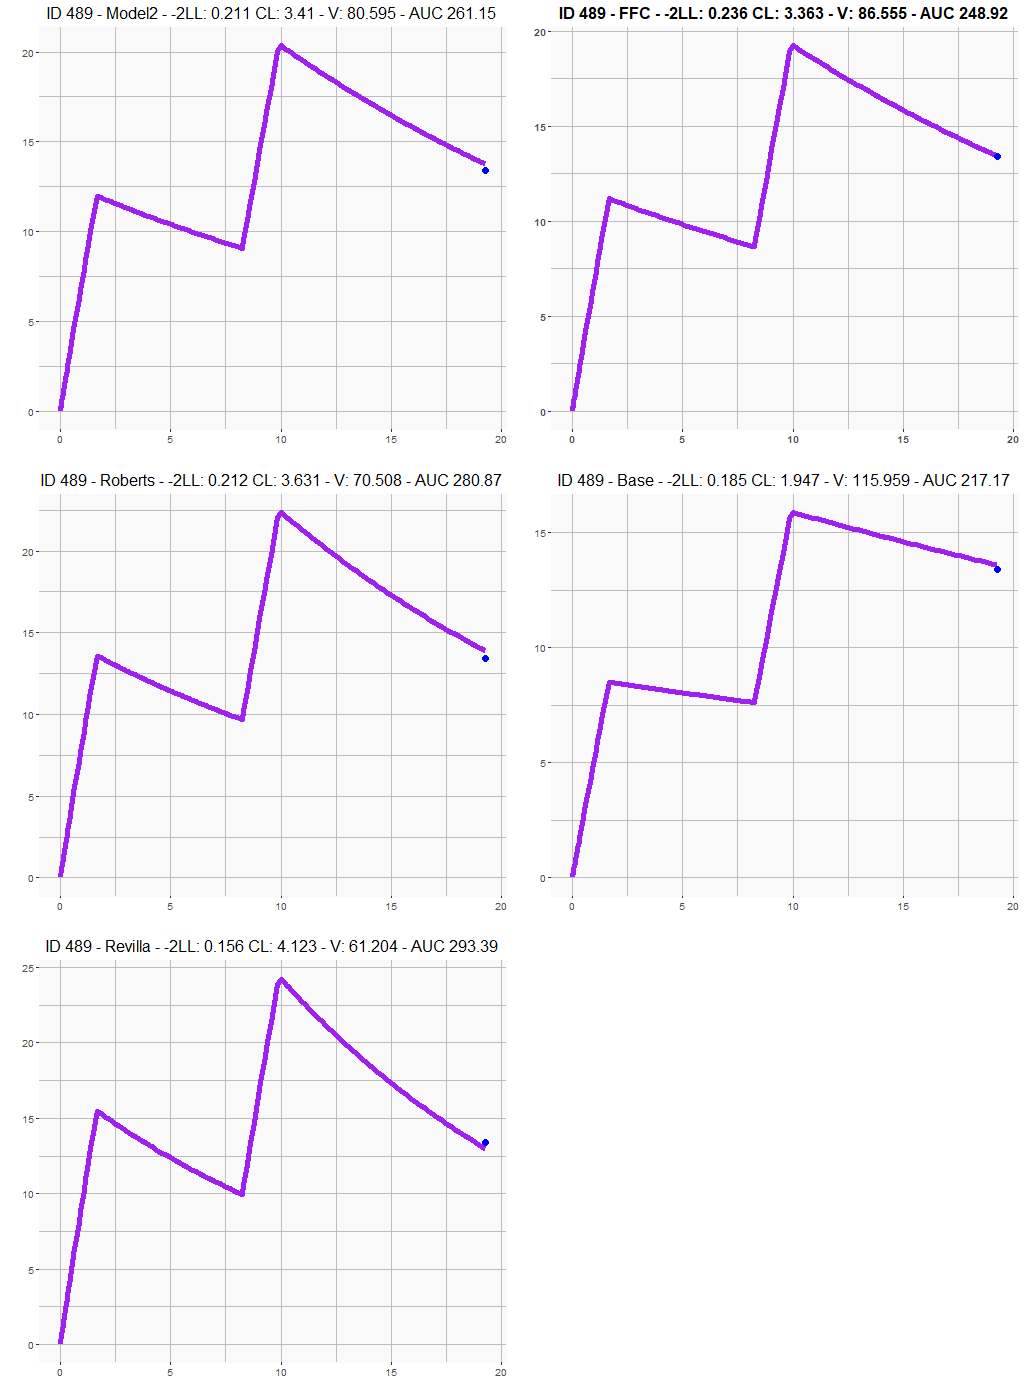 ID 489 - Model2 - -2LL: 0.211 CL: 3.41 - V: 80.595 - AUC 261.15
20
15
10
5
0
0 5 10 15 20
ID 489 - FFC - -2LL: 0.236 CL: 3.363 - V: 86.555 - AUC 248.92
20
15
10
5
0
0 5 10 15 20
ID 489 - Roberts - -2LL: 0.212 CL: 3.631 - V: 70.508 - AUC 280.87
20
15
10
5
0
0 5 10 15 20
ID 489 - Base - -2LL: 0.185 CL: 1.947 - V: 115.959 - AUC 217.17
15
10
5
0
0 5 10 15 20
ID 489 - Revilla - -2LL: 0.156 CL: 4.123 - V: 61.204 - AUC 293.39
25
20
15
10
5
0
0 5 10 15 20